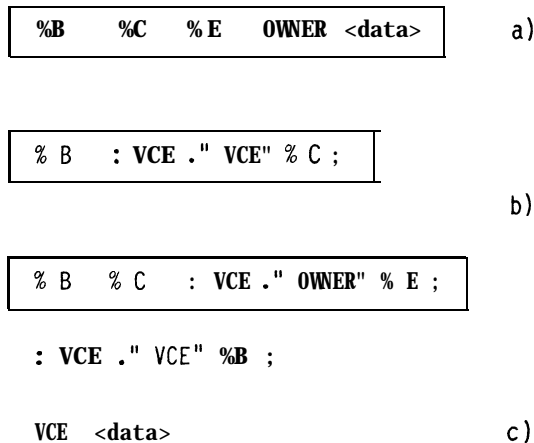 %B %C %E OWNER <data> a)
% B : VCE ." VCE" % C ;
b)
% B % C : VCE ." OWNER" % E ;
: VCE ." VCE" %B ;
VCE <data> c)